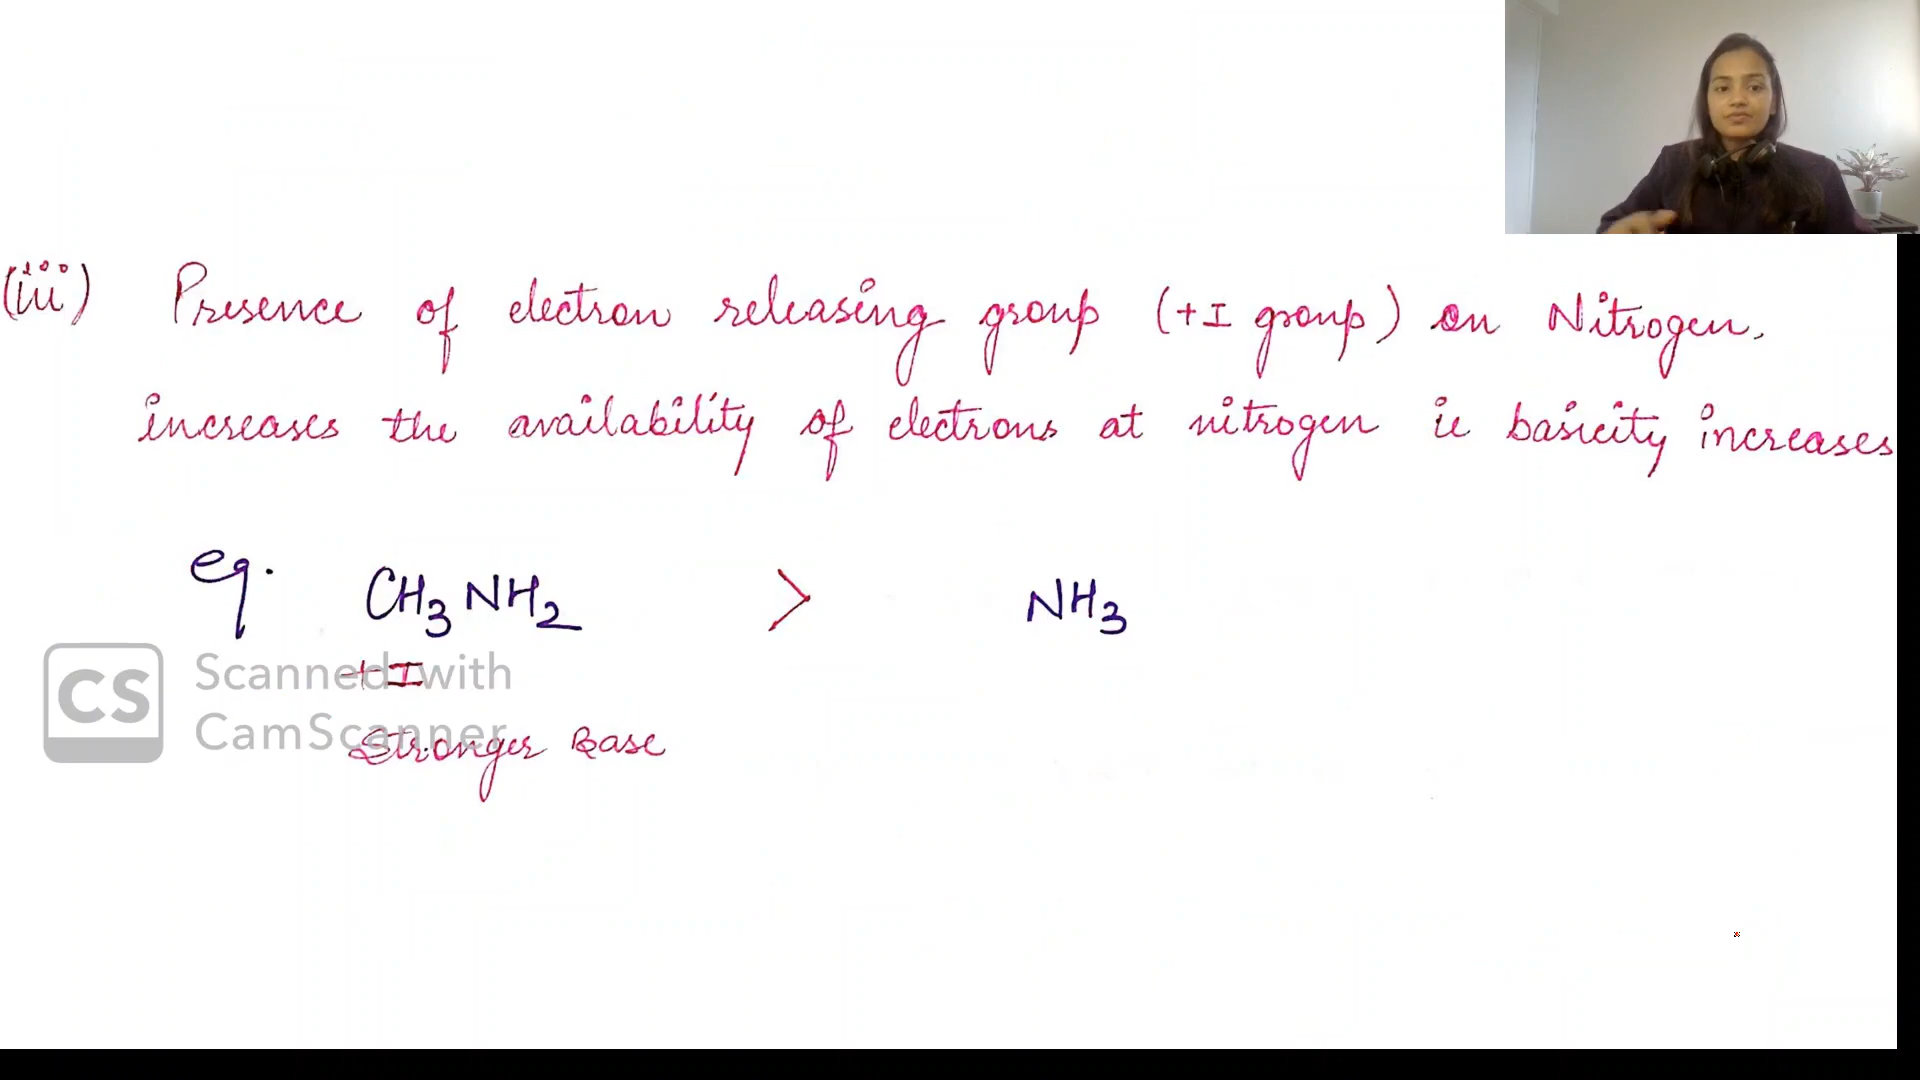 (iii) Presence of electron releasing group (+I group) on Nitrogen,
increases the availability of electrons at nitrogen ie basicity increases
eg. CH3NH2 > NH3
+I
Stronger Base
CS Scanned with
CamScanner